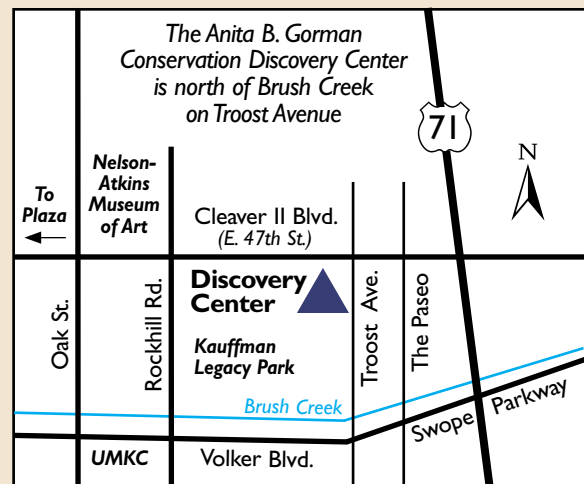 The Anita B. Gorman
Conservation Discovery Center
is north of Brush Creek
on Troost Avenue
71
N
Nelson-
Atkins
Museum
of Art
To
Plaza
Cleaver II Blvd.
(E. 47th St.)
Discovery
Center
Oak St.
Rockhill Rd.
Troost Ave.
The Paseo
Kauffman
Legacy Park
Brush Creek
Swope Parkway
UMKC
Volker Blvd.